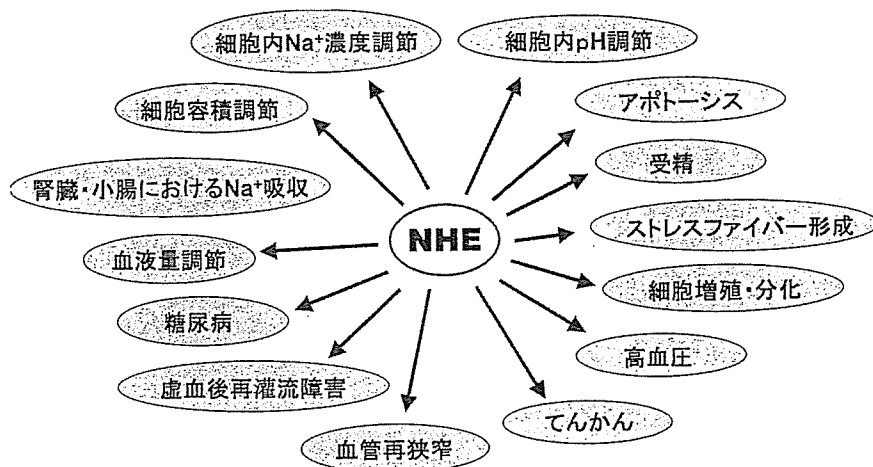 細胞内Na⁺濃度調節
細胞内pH調節
細胞容積調節
アポトーシス
腎臓・小腸におけるNa⁺吸収
受精
NHE
ストレスファイバー形成
血液量調節
細胞増殖・分化
糖尿病
高血圧
虚血後再灌流障害
てんかん
血管再狭窄